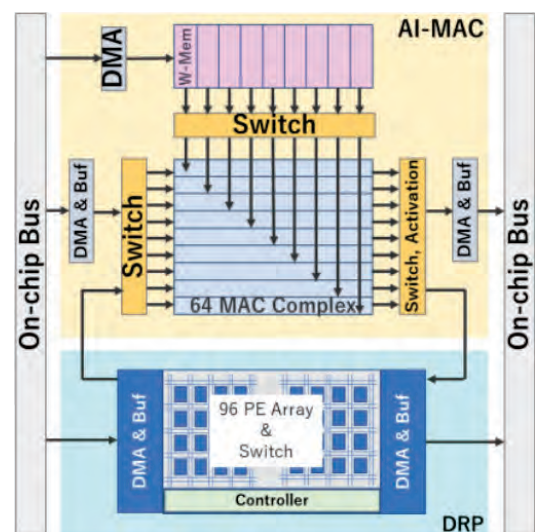 AI-MAC
DMA
W-Mem
Switch
On-chip Bus
DMA & Buf
Switch
64 MAC Complex
Switch, Activation
DMA & Buf
On-chip Bus
DMA & Buf
96 PE Array
&
Switch
DMA & Buf
Controller
DRP